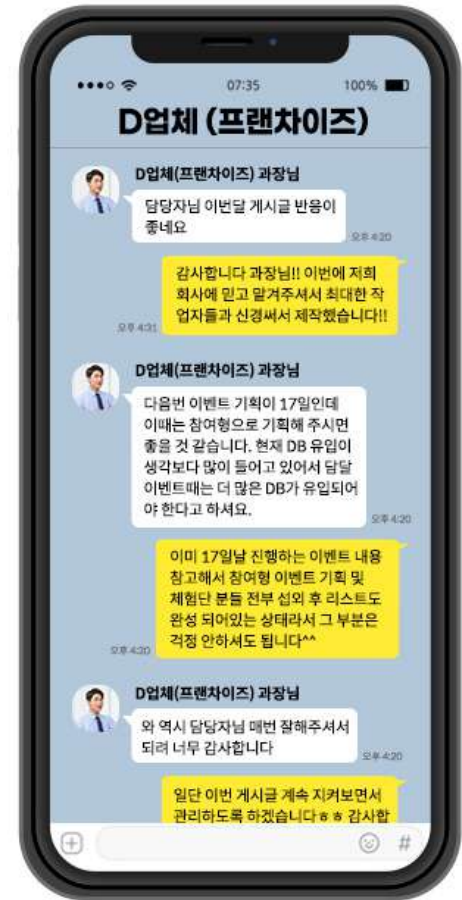 07:35
100%
D업체 (프랜차이즈)
D업체(프랜차이즈) 과장님
담당자님 이번달 게시글 반응이
좋네요
오후 4:20
감사합니다 과장님!! 이번에 저희
회사에 믿고 맡겨주셔서 최대한 작
업자들과 신경써서 제작했습니다!!
오후 4:31
D업체(프랜차이즈) 과장님
다음번 이벤트 기획이 17일인데
이때는 참여형으로 기획해 주시면
좋을 것 같습니다. 현재 DB 유입이
생각보다 많이 들어고 있어서 담달
이벤트때는 더 많은 DB가 유입되어
야 한다고 하셔요.
오후 4:20
이미 17일날 진행하는 이벤트 내용
참고해서 참여형 이벤트 기획 및
체험단 분들 전부 섭외 후 리스트도
완성 되어있는 상태라서 그 부분은
걱정 안하셔도 됩니다^^
오후 4:20
D업체(프랜차이즈) 과장님
와 역시 담당자님 매번 잘해주셔서
되려 너무 감사합니다
오후 4:20
일단 이번 게시글 계속 지켜보면서
관리하도록 하겠습니다ㅎㅎ 감사합
#